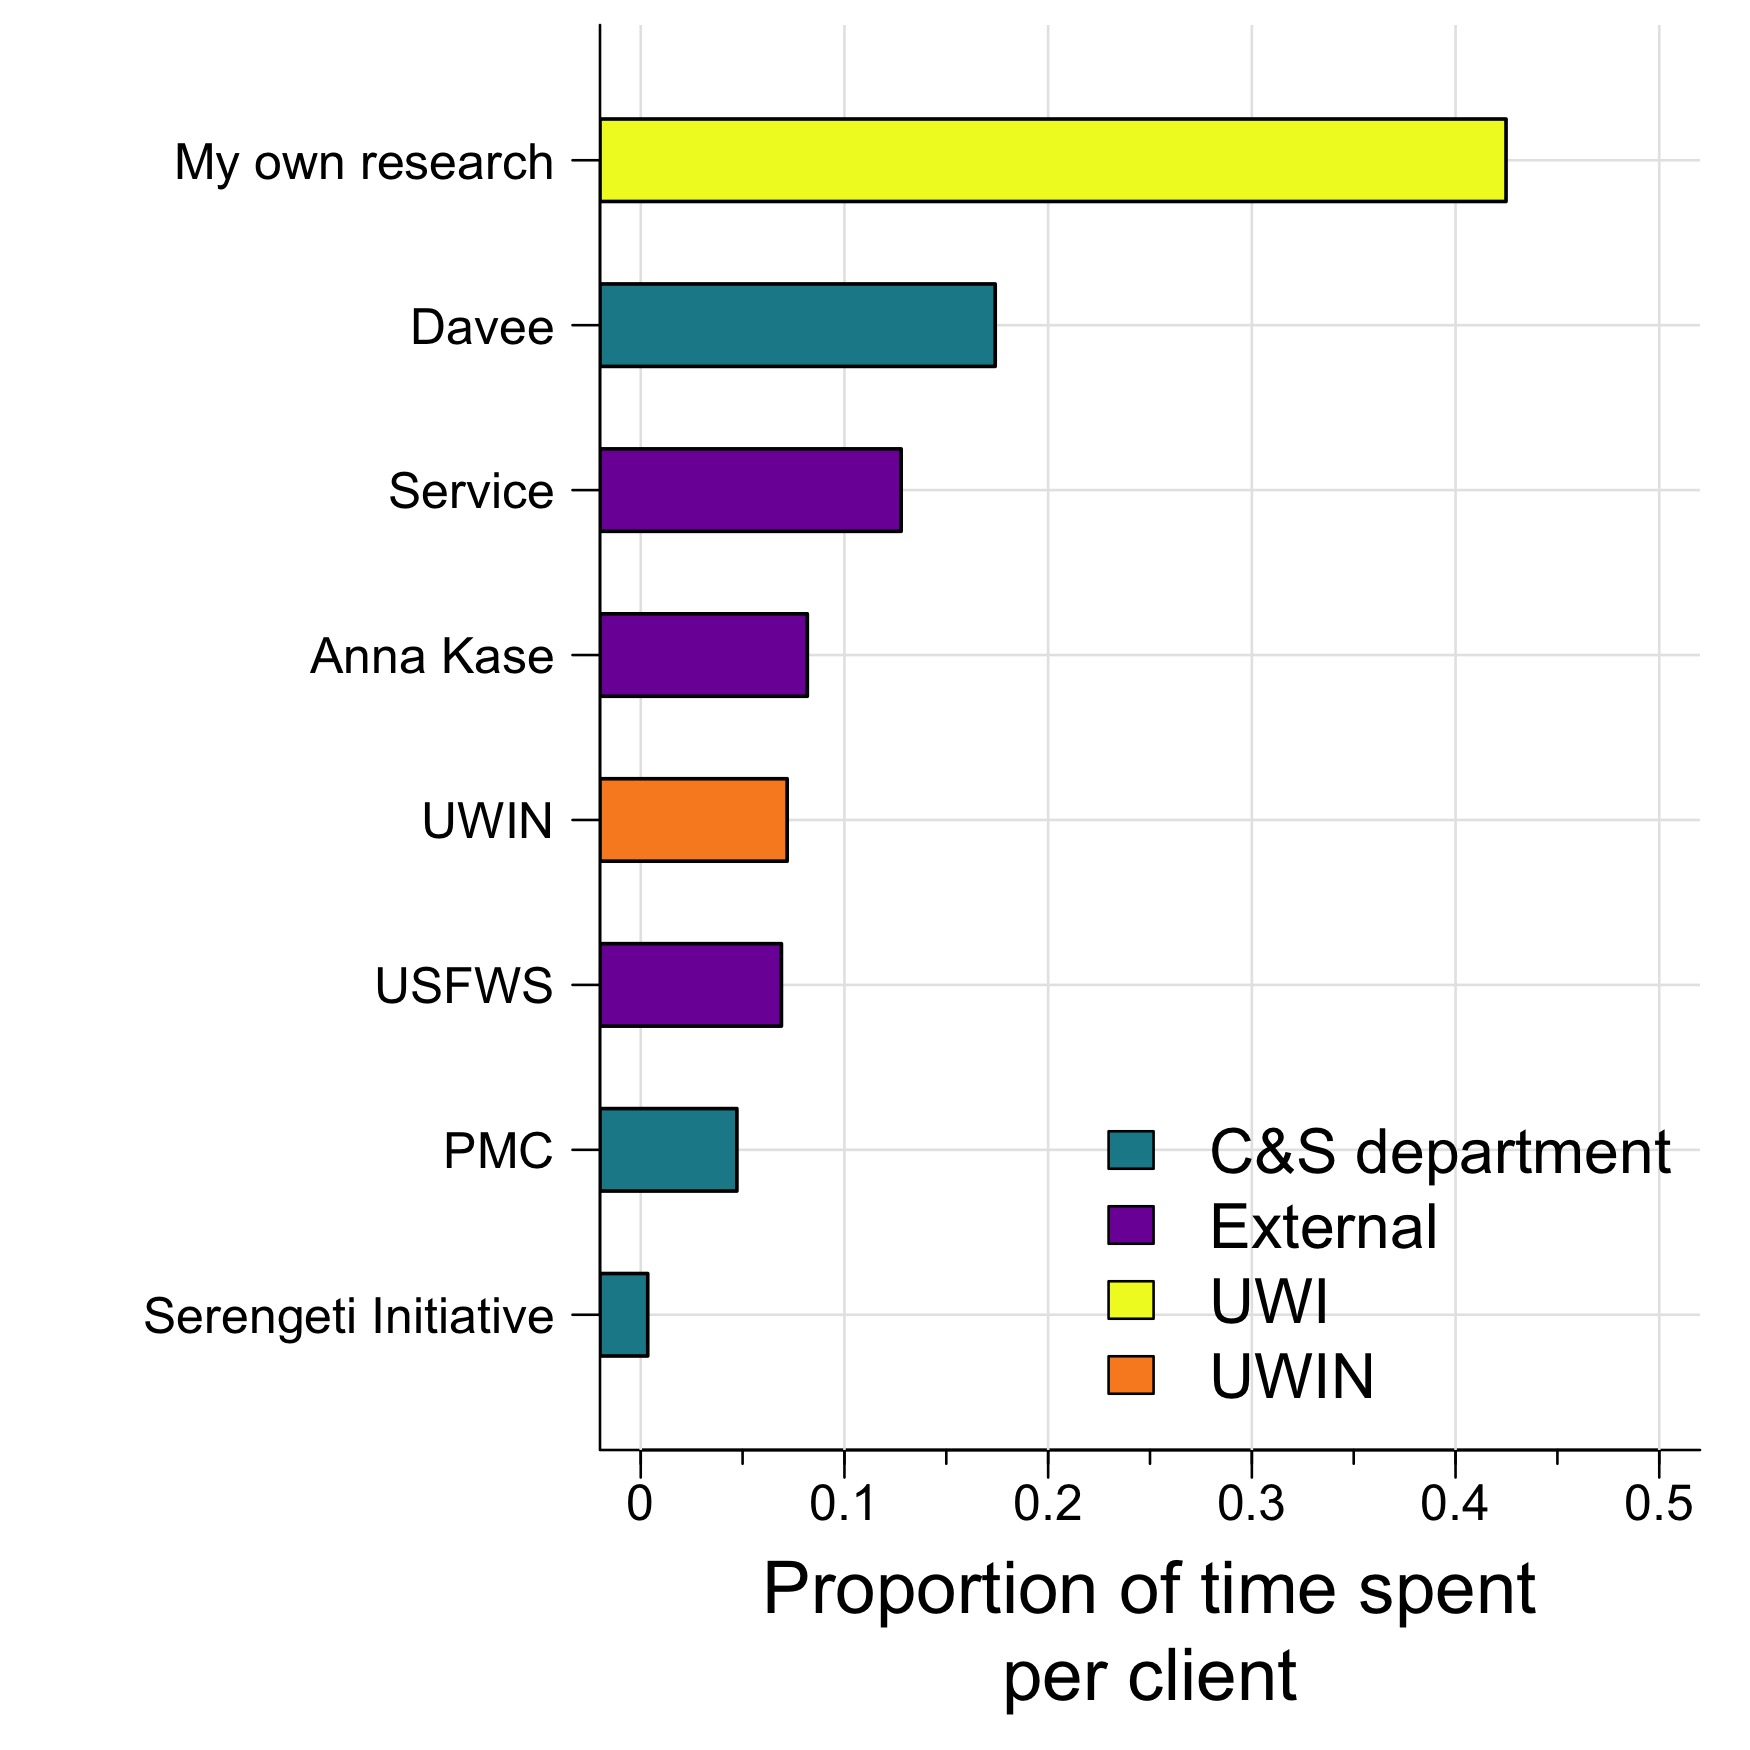 My own research
Davee
Service
Anna Kase
UWIN
USFWS
PMC
Serengeti Initiative
C&S department
External
UWI
UWIN
0 0.1 0.2 0.3 0.4 0.5
Proportion of time spent
per client